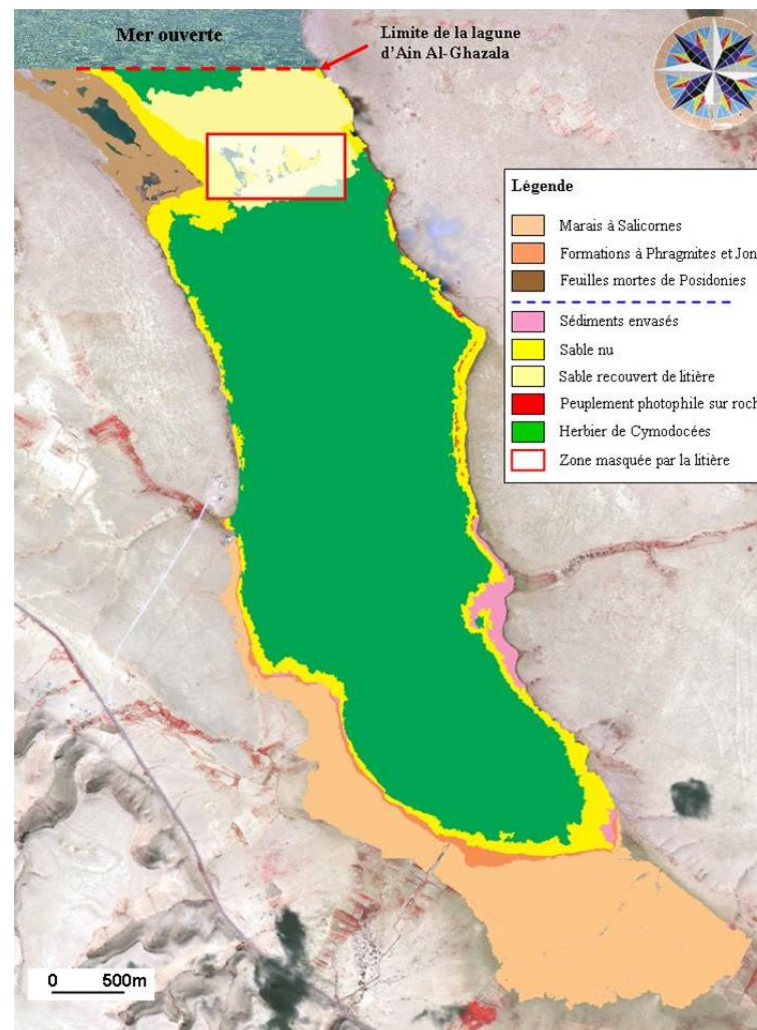 Mer ouverte
Limite de la lagune
d'Ain Al-Ghazala
Légende
Marais à Salicornes
Formations à Phragmites et Jon
Feuilles mortes de Posidonies
Sédiments envasés
Sable nu
Sable recouvert de litière
Peuplement photophile sur roch
Herbier de Cymodocées
Zone masquée par la litière
0 500m